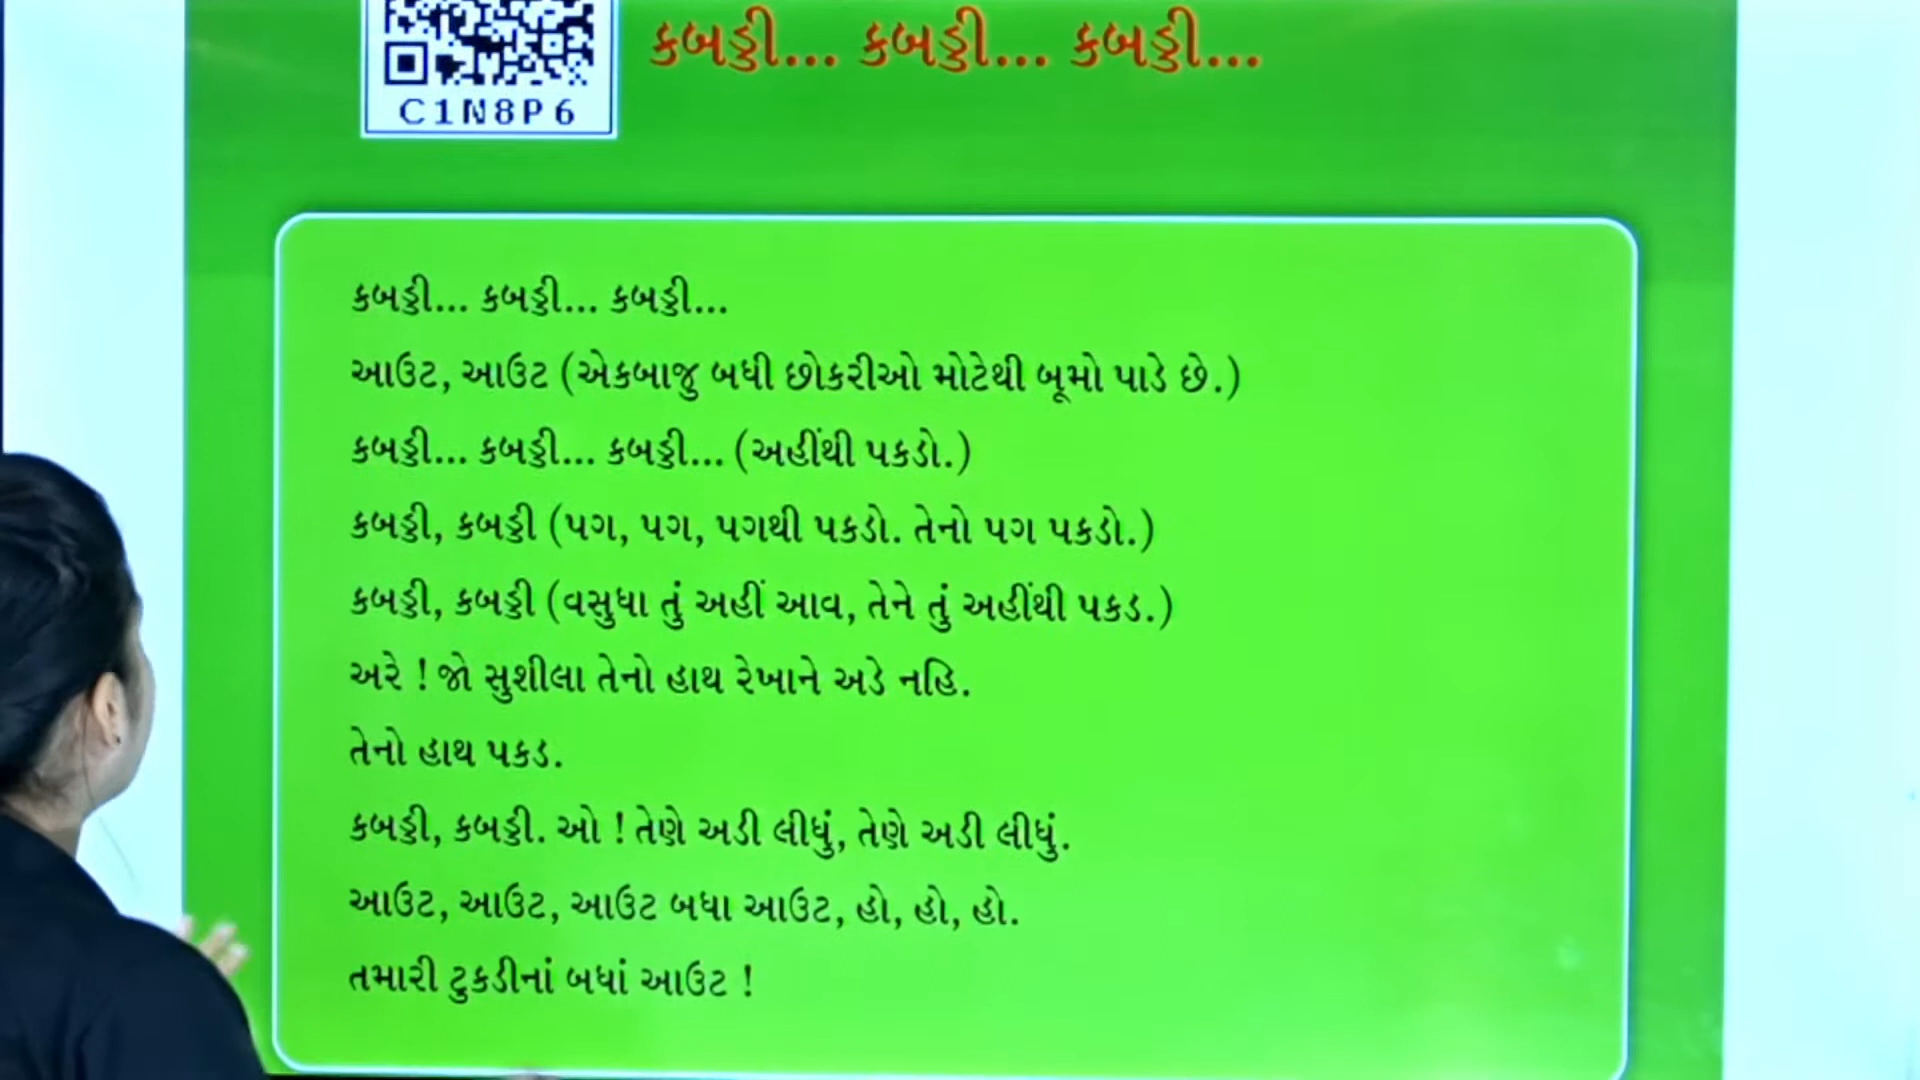 કબડ્ડી... કબડ્ડી... કબડ્ડી...
C1N8P6
કબડ્ડી... કબડ્ડી... કબડ્ડી...
આઉટ, આઉટ (એકબાજુ બધી છોકરીઓ મોટેથી બૂમો પાડે છે.)
કબડ્ડી... કબડ્ડી... કબડ્ડી... (અહીંથી પકડો.)
કબડ્ડી, કબડ્ડી (પગ, પગ, પગથી પકડો. તેનો પગ પકડો.)
કબડ્ડી, કબડ્ડી (વસુધા તું અહીં આવ, તેને તું અહીંથી પકડ.)
અરે ! જો સુશીલા તેનો હાથ રેખાને અડે નહિ.
તેનો હાથ પકડ.
કબડ્ડી, કબડ્ડી. ઓ ! તેણે અડી લીધું, તેણે અડી લીધું.
આઉટ, આઉટ, આઉટ બધા આઉટ, હો, હો, હો.
તમારી ટુકડીનાં બધાં આઉટ !